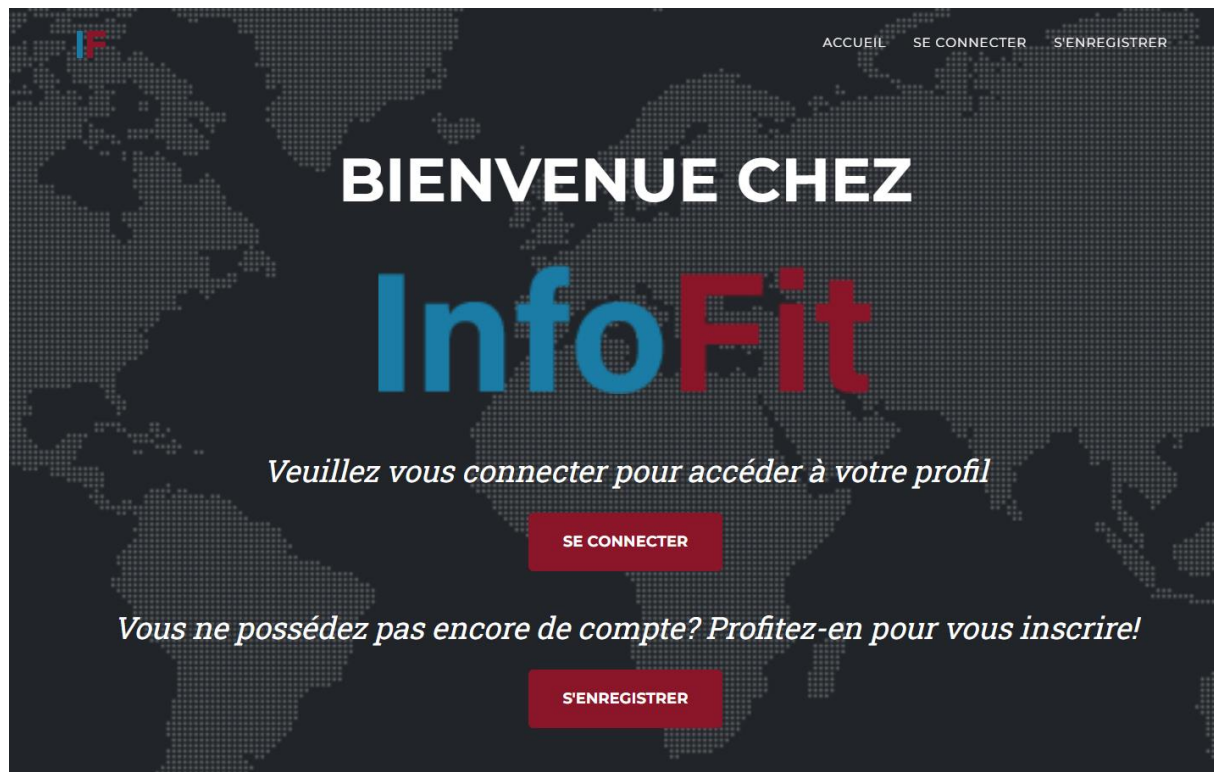 IF
ACCUEIL SE CONNECTER S'ENREGISTRER
BIENVENUE CHEZ
InfoFit
Veuillez vous connecter pour accéder à votre profil
SE CONNECTER
Vous ne possédez pas encore de compte? Profitez-en pour vous inscrire!
S'ENREGISTRER